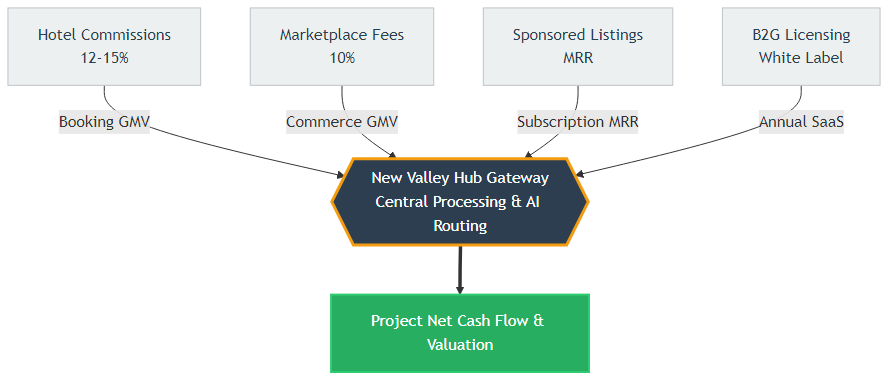 Hotel Commissions
12-15%
Marketplace Fees
10%
Sponsored Listings
MRR
B2G Licensing
White Label
Booking GMV
Commerce GMV
Subscription MRR
Annual SaaS
New Valley Hub Gateway
Central Processing & AI
Routing
Project Net Cash Flow &
Valuation